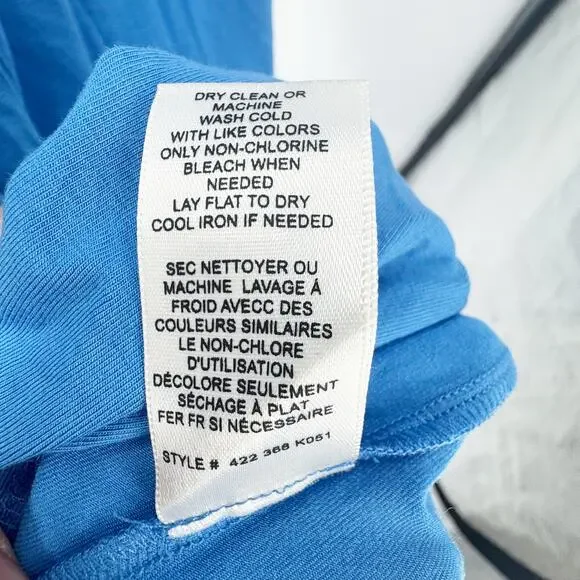 DRY CLEAN OR
MACHINE
WASH COLD
WITH LIKE COLORS
ONLY NON-CHLORINE
BLEACH WHEN
NEEDED
LAY FLAT TO DRY
COOL IRON IF NEEDED
SEC NETTOYER OU
MACHINE LAVAGE À
FROID AVECC DES
COULEURS SIMILAIRES
LE NON-CHLORE
D'UTILISATION
DÉCOLORE SEULEMENT
SÉCHAGE À PLAT
FER FR SI NÉCESSAIRE
STYLE # 422 366 K051